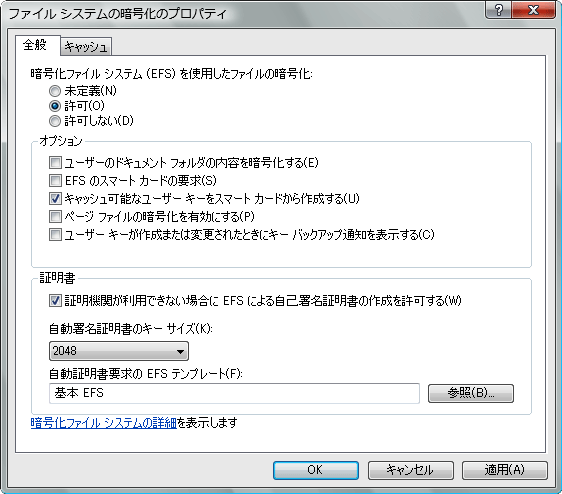 ファイル システムの暗号化のプロパティ
全般
キャッシュ
暗号化ファイル システム (EFS) を使用したファイルの暗号化:
未定義(N)
許可(O)
許可しない(D)
オプション
ユーザーのドキュメント フォルダの内容を暗号化する(E)
EFS のスマート カードの要求(S)
キャッシュ可能なユーザー キーをスマート カードから作成する(U)
ページ ファイルの暗号化を有効にする(P)
ユーザー キーが作成または変更されたときにキー バックアップ通知を表示する(C)
証明書
証明機関が利用できない場合に EFS による自己署名証明書の作成を許可する(W)
自動署名証明書のキー サイズ(K):
2048
自動証明書要求の EFS テンプレート(F):
基本 EFS
参照(B)...
暗号化ファイル システムの詳細を表示します
OK
キャンセル
適用(A)